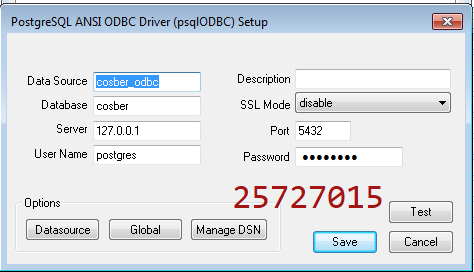 PostgreSQL ANSI ODBC Driver (psqlODBC) Setup
Data Source cosber_odbc Description
Database cosber SSL Mode disable
Server 127.0.0.1 Port 5432
User Name postgres Password ••••••••
25727015
Options
Datasource Global Manage DSN
Test
Save Cancel